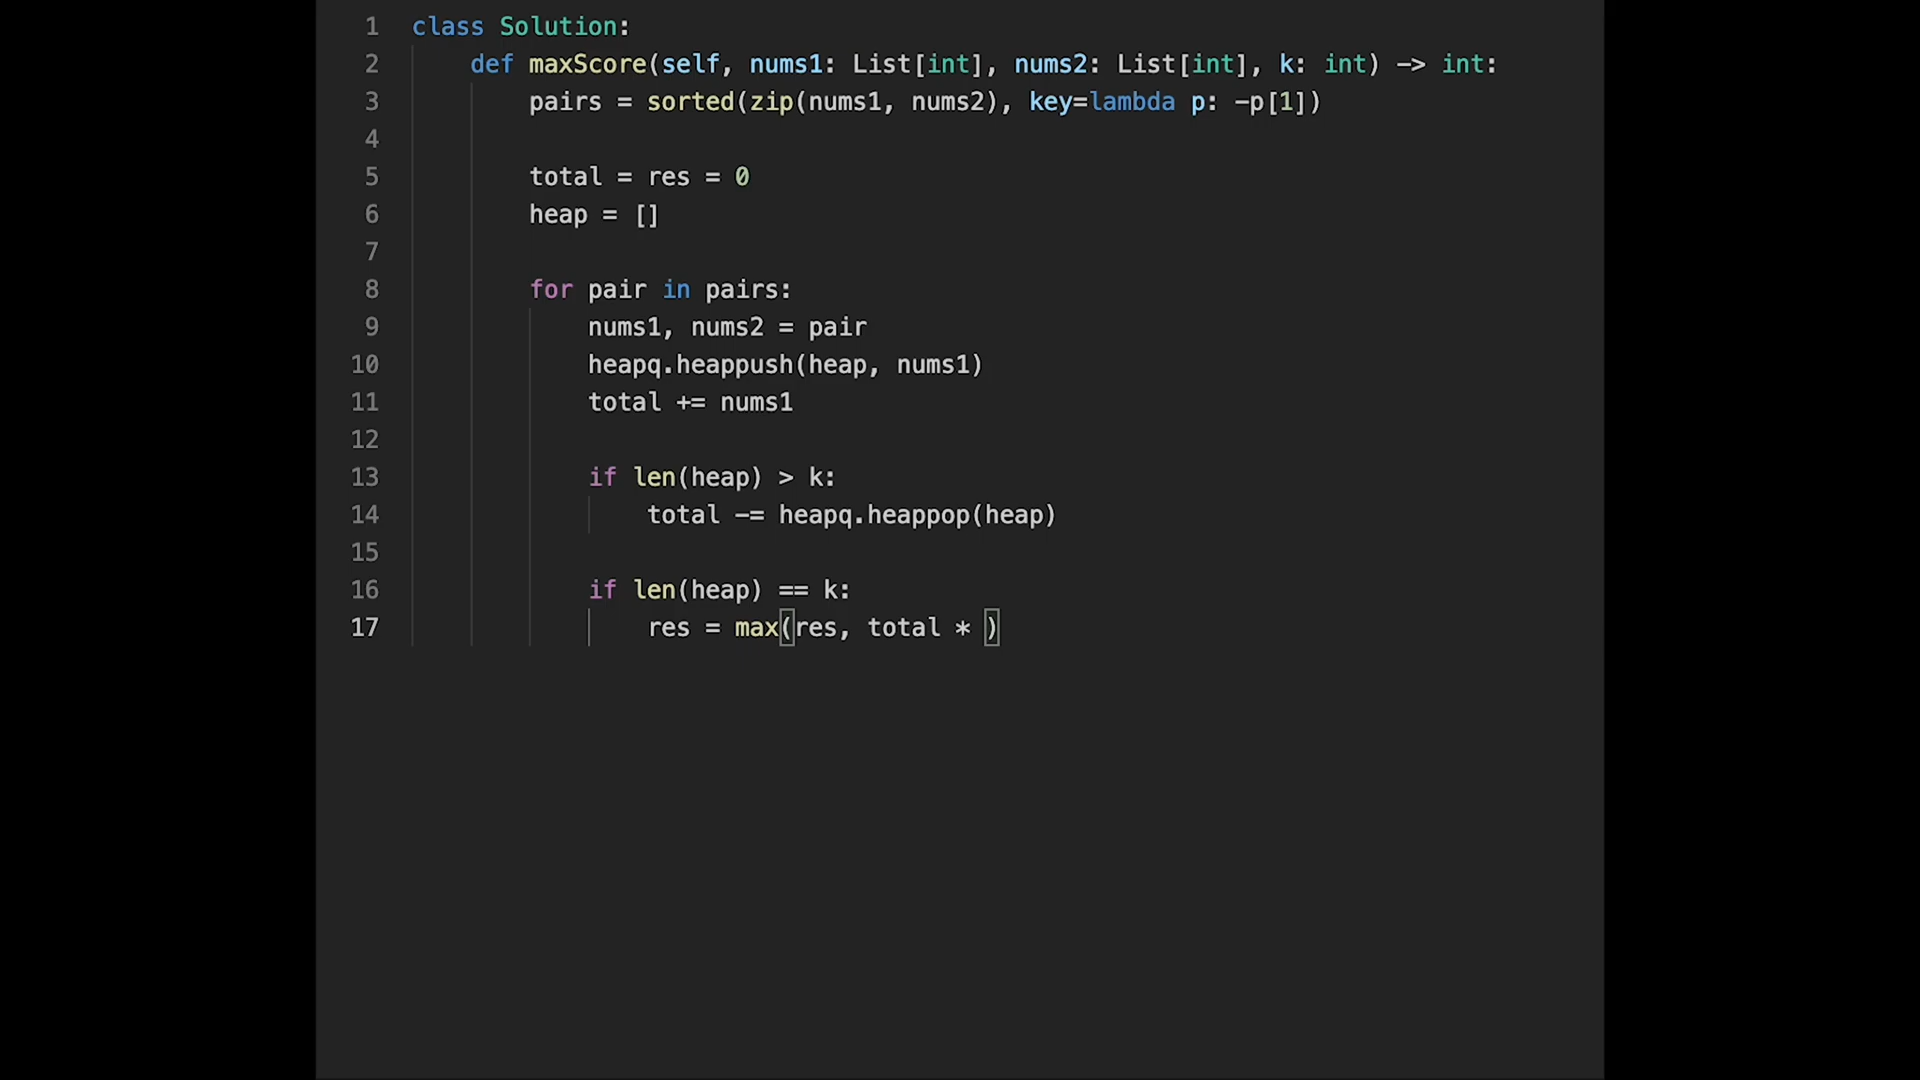 1 class Solution:
2 def maxScore(self, nums1: List[int], nums2: List[int], k: int) -> int:
3 pairs = sorted(zip(nums1, nums2), key=lambda p: -p[1])
4
5 total = res = 0
6 heap = []
7
8 for pair in pairs:
9 nums1, nums2 = pair
10 heapq.heappush(heap, nums1)
11 total += nums1
12
13 if len(heap) > k:
14 total -= heapq.heappop(heap)
15
16 if len(heap) == k:
17 res = max(res, total * )